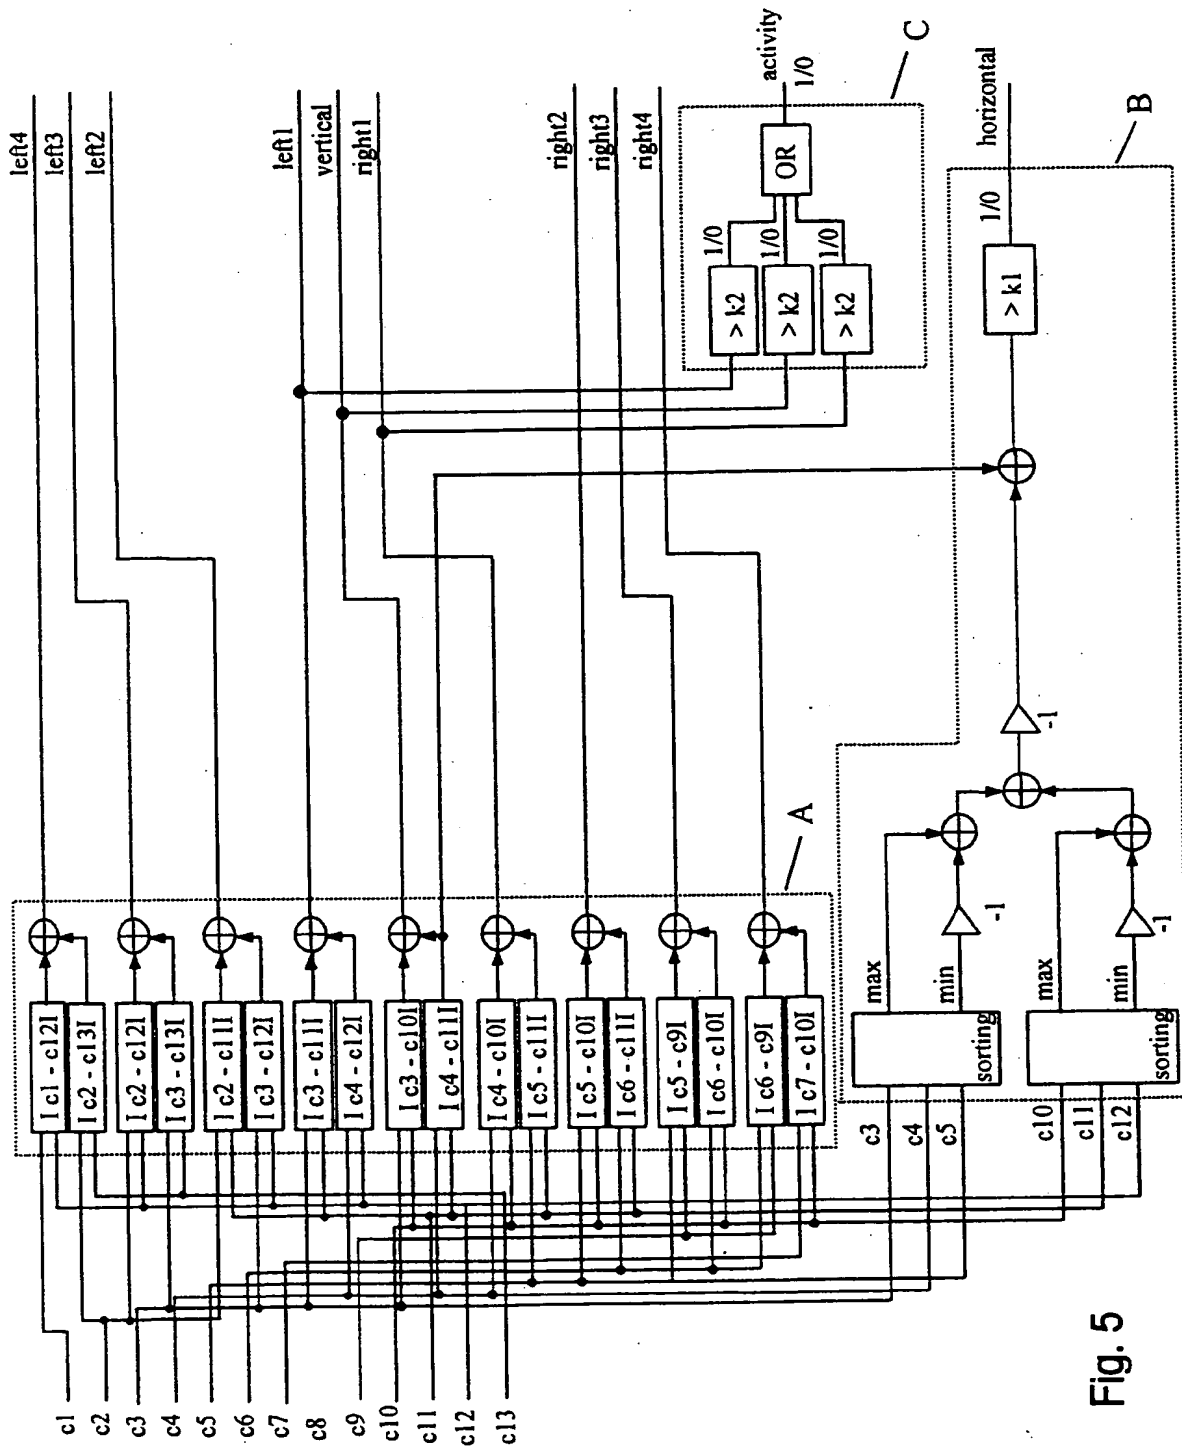 left4
left3
left2
left1
vertical
right1
right2
right3
right4
activity
1/0
C
OR
1/0
1/0
1/0
> k2
> k2
> k2
horizontal
1/0
B
> k1
-1
A
I c1 - c12I
I c2 - c13I
I c2 - c12I
I c3 - c13I
I c2 - c11I
I c3 - c12I
I c3 - c11I
I c4 - c12I
I c3 - c10I
I c4 - c11I
I c4 - c10I
I c5 - c11I
I c5 - c10I
I c6 - c11I
I c5 - c9I
I c6 - c10I
I c6 - c9I
I c7 - c10I
max
min
-1
max
min
-1
sorting
sorting
c3
c4
c5
c10
c11
c12
c1
c2
c3
c4
c5
c6
c7
c8
c9
c10
c11
c12
c13
Fig. 5